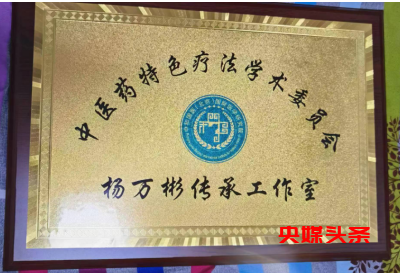 中医药特色疗法学术委员会
杨万彬传承工作室
央媒头条